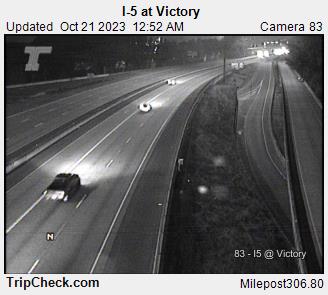 I-5 at Victory
Updated Oct 21 2023 12:52 AM Camera 83
T
N
83 - I5 @ Victory
TripCheck.com Milepost306.80